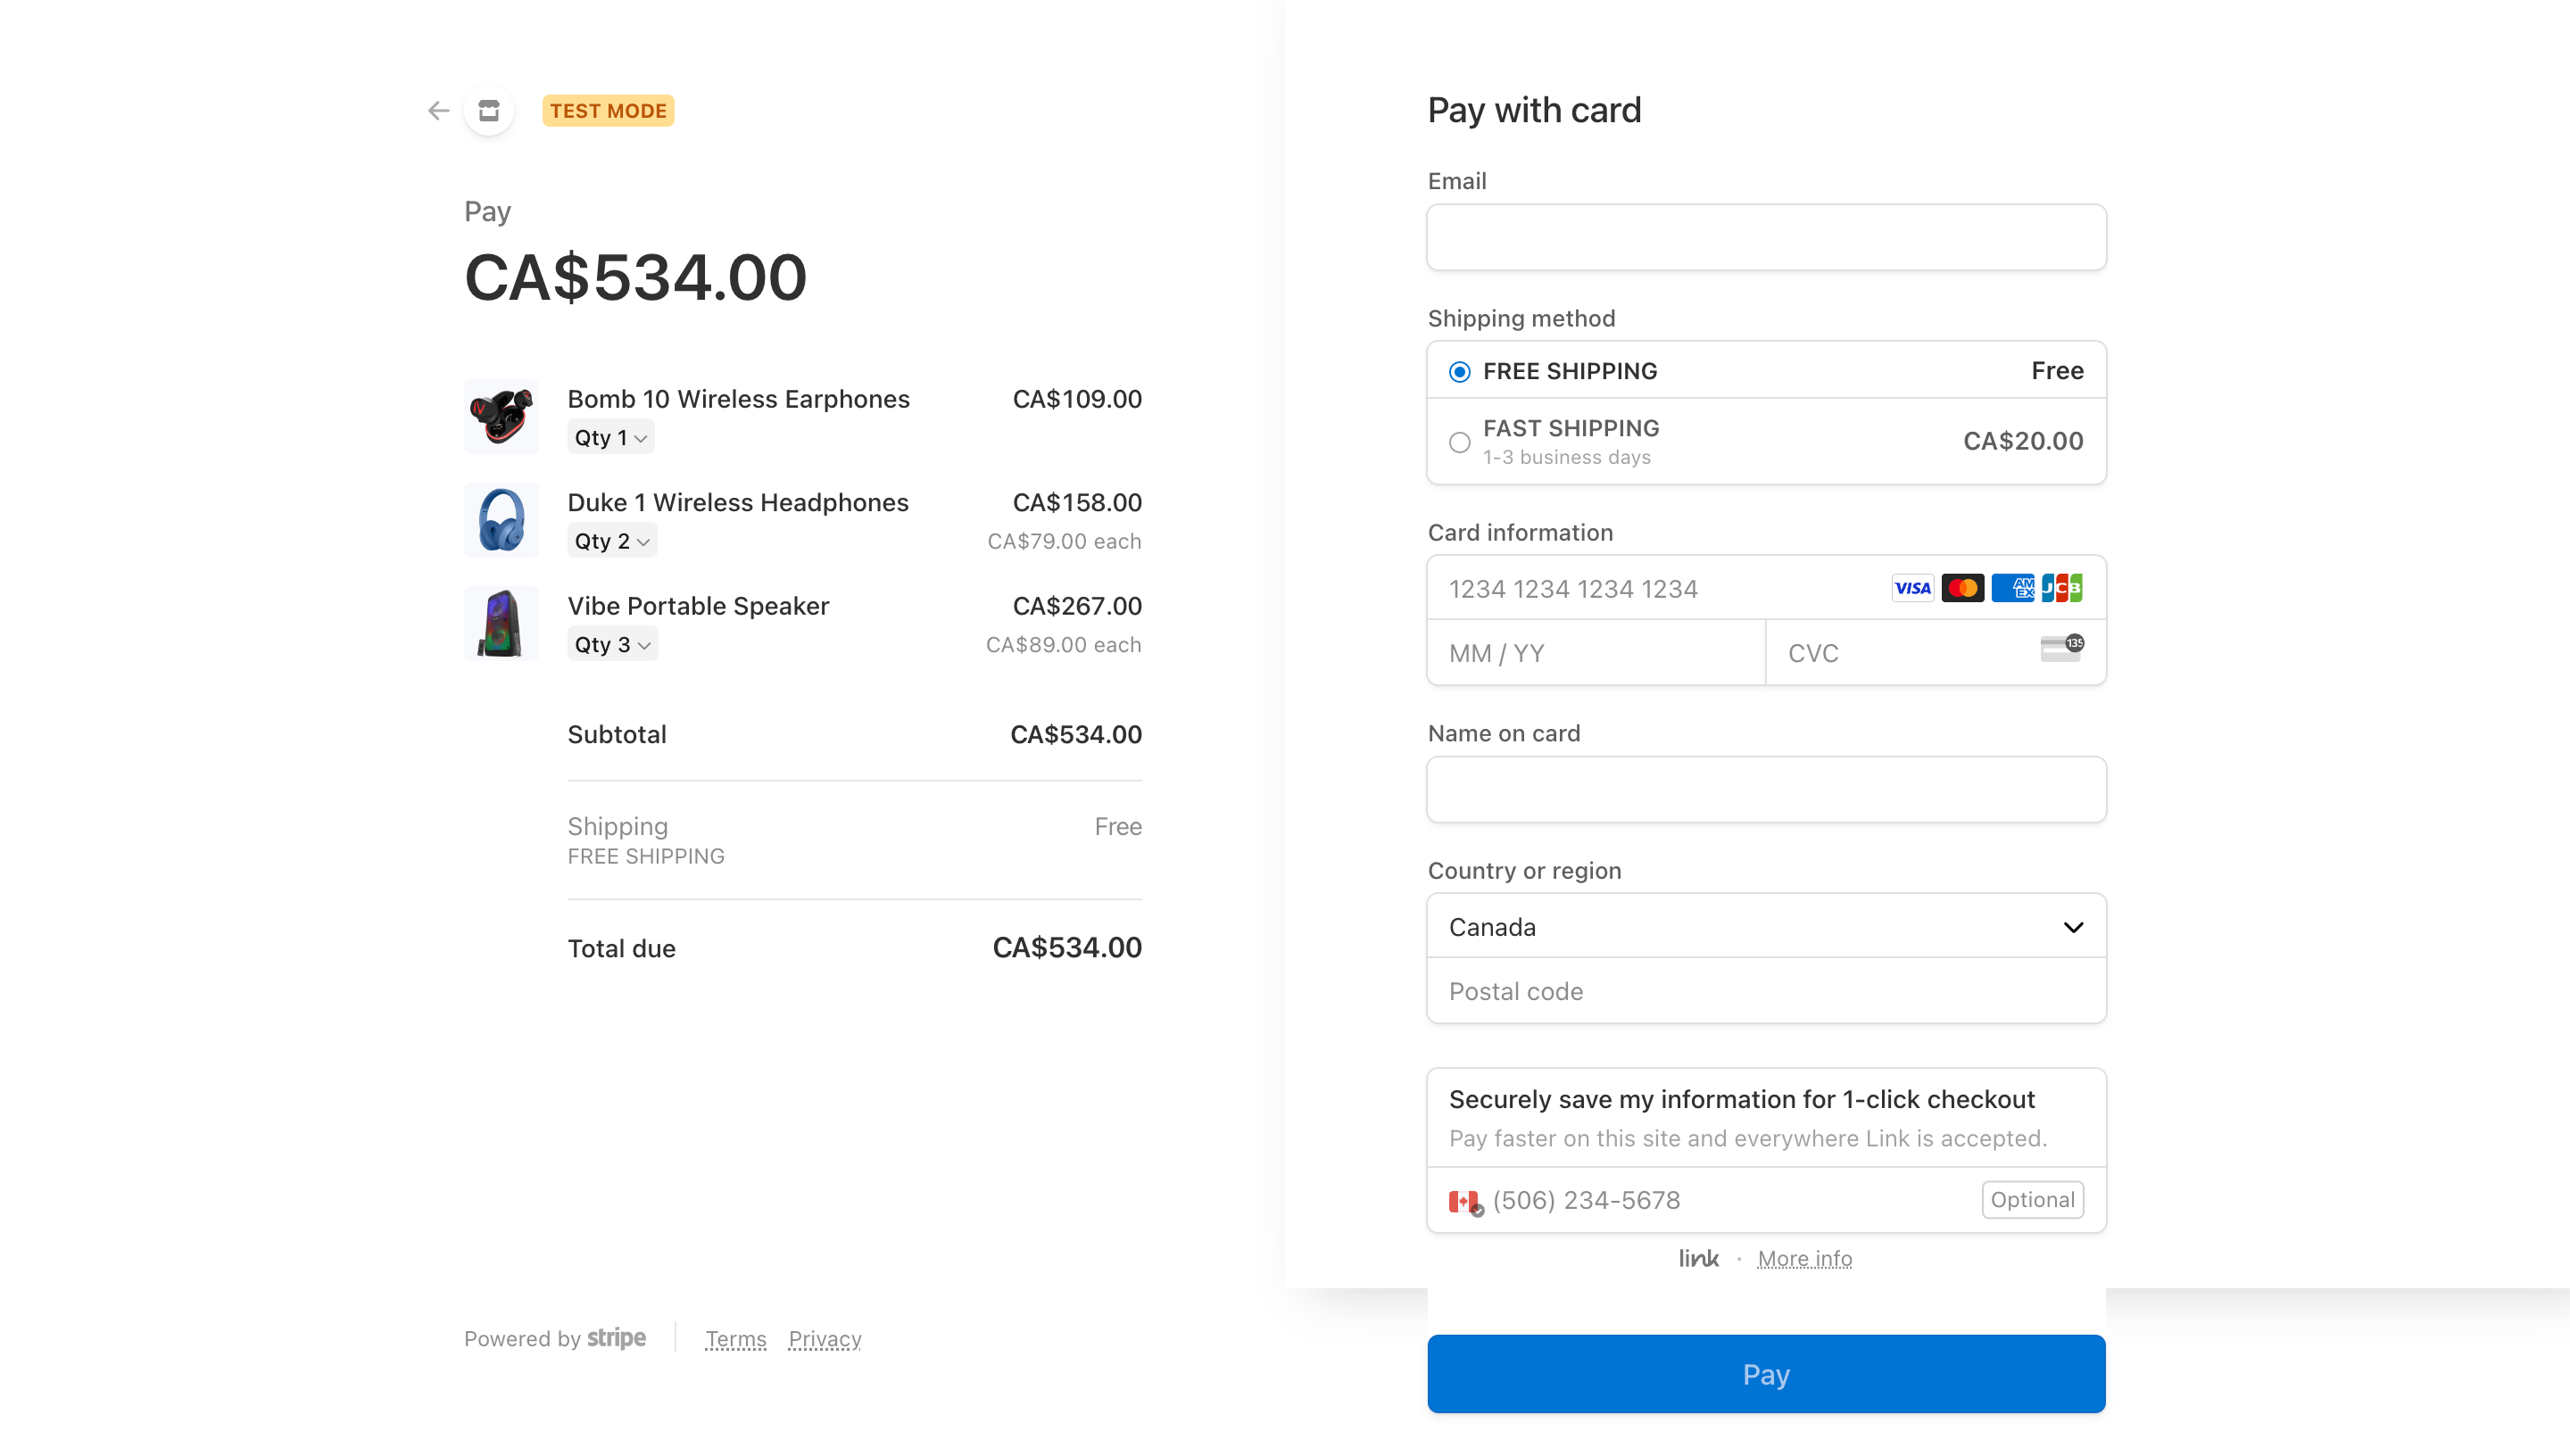 TEST MODE
Pay
CA$534.00
Bomb 10 Wireless Earphones CA$109.00
Qty 1
Duke 1 Wireless Headphones CA$158.00
Qty 2 CA$79.00 each
Vibe Portable Speaker CA$267.00
Qty 3 CA$89.00 each
Subtotal CA$534.00
Shipping Free
FREE SHIPPING
Total due CA$534.00
Powered by stripe Terms Privacy
Pay with card
Email
Shipping method
FREE SHIPPING Free
FAST SHIPPING CA$20.00
1-3 business days
Card information
1234 1234 1234 1234 VISA AMEX JCB
MM / YY CVC 135
Name on card
Country or region
Canada
Postal code
Securely save my information for 1-click checkout
Pay faster on this site and everywhere Link is accepted.
(506) 234-5678 Optional
link · More info
Pay